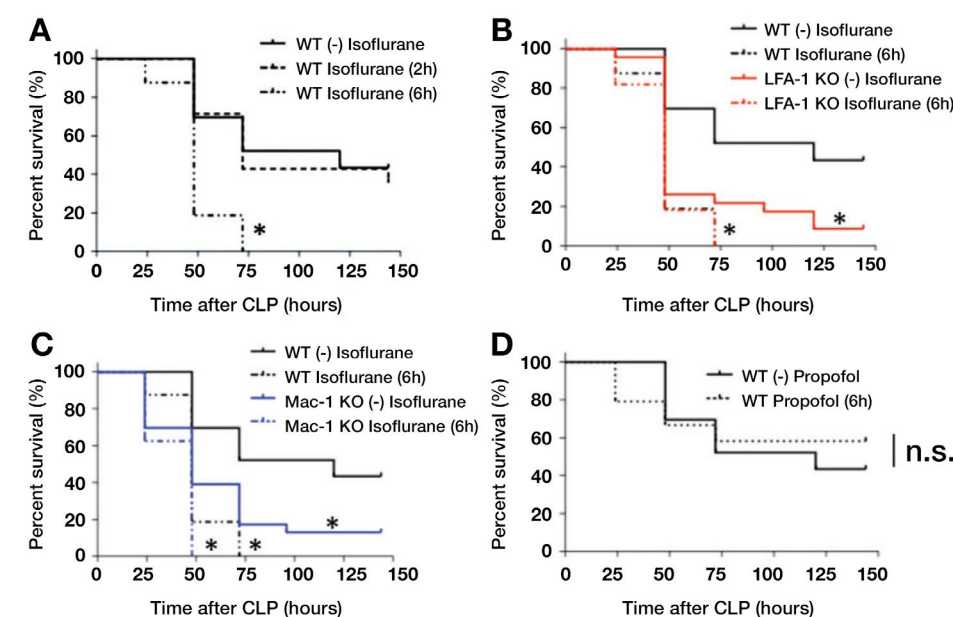 A
WT (-) Isoflurane
WT Isoflurane (2h)
WT Isoflurane (6h)
Percent survival (%)
100
80
60
40
20
0
*
0 25 50 75 100 125 150
Time after CLP (hours)
B
WT (-) Isoflurane
WT Isoflurane (6h)
LFA-1 KO (-) Isoflurane
LFA-1 KO Isoflurane (6h)
Percent survival (%)
100
80
60
40
20
0
* *
0 25 50 75 100 125 150
Time after CLP (hours)
C
WT (-) Isoflurane
WT Isoflurane (6h)
Mac-1 KO (-) Isoflurane
Mac-1 KO Isoflurane (6h)
Percent survival (%)
100
80
60
40
20
0
* * *
0 25 50 75 100 125 150
Time after CLP (hours)
D
WT (-) Propofol
WT Propofol (6h)
Percent survival (%)
100
80
60
40
20
0
n.s.
0 25 50 75 100 125 150
Time after CLP (hours)